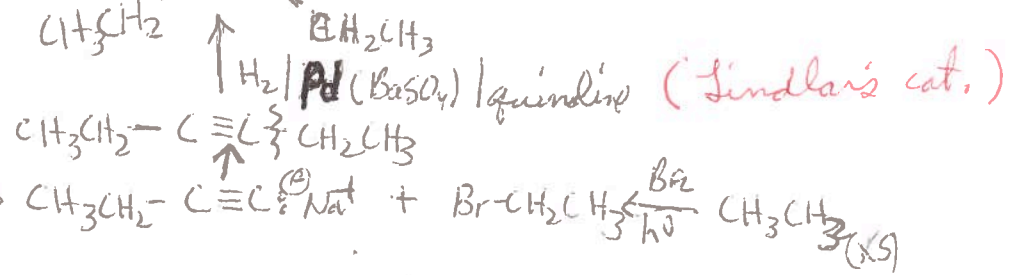 CH3CH2 CH2CH3
H2 | Pd (BaSO4) | quinoline (Lindlar's cat.)
CH3CH2 - C ≡ C CH2CH3
CH3CH2 - C ≡ C:⊖ Na+ + Br-CH2CH3 ← Br2 hν CH3CH3 (XS)